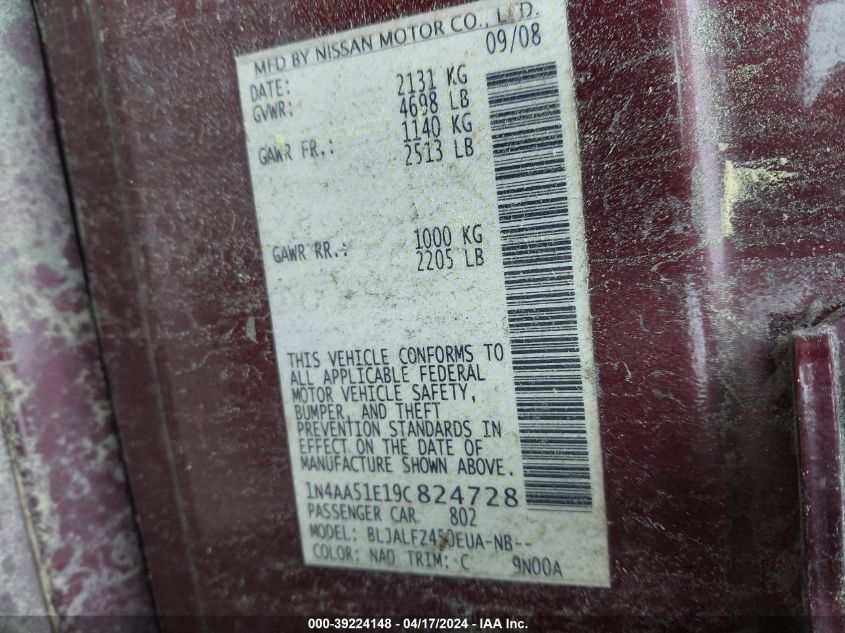 MFD BY NISSAN MOTOR CO., LTD.
DATE: 09/08
GVWR: 2131 KG
4698 LB
GAWR FR.: 1140 KG
2513 LB
GAWR RR.: 1000 KG
2205 LB
THIS VEHICLE CONFORMS TO
ALL APPLICABLE FEDERAL
MOTOR VEHICLE SAFETY,
BUMPER, AND THEFT
PREVENTION STANDARDS IN
EFFECT ON THE DATE OF
MANUFACTURE SHOWN ABOVE.
1N4AA51E19C824728
PASSENGER CAR 802
MODEL: BLJALFZ450EUA-NB--
COLOR: NAD TRIM: C 9N00A
000-39224148 - 04/17/2024 - IAA Inc.